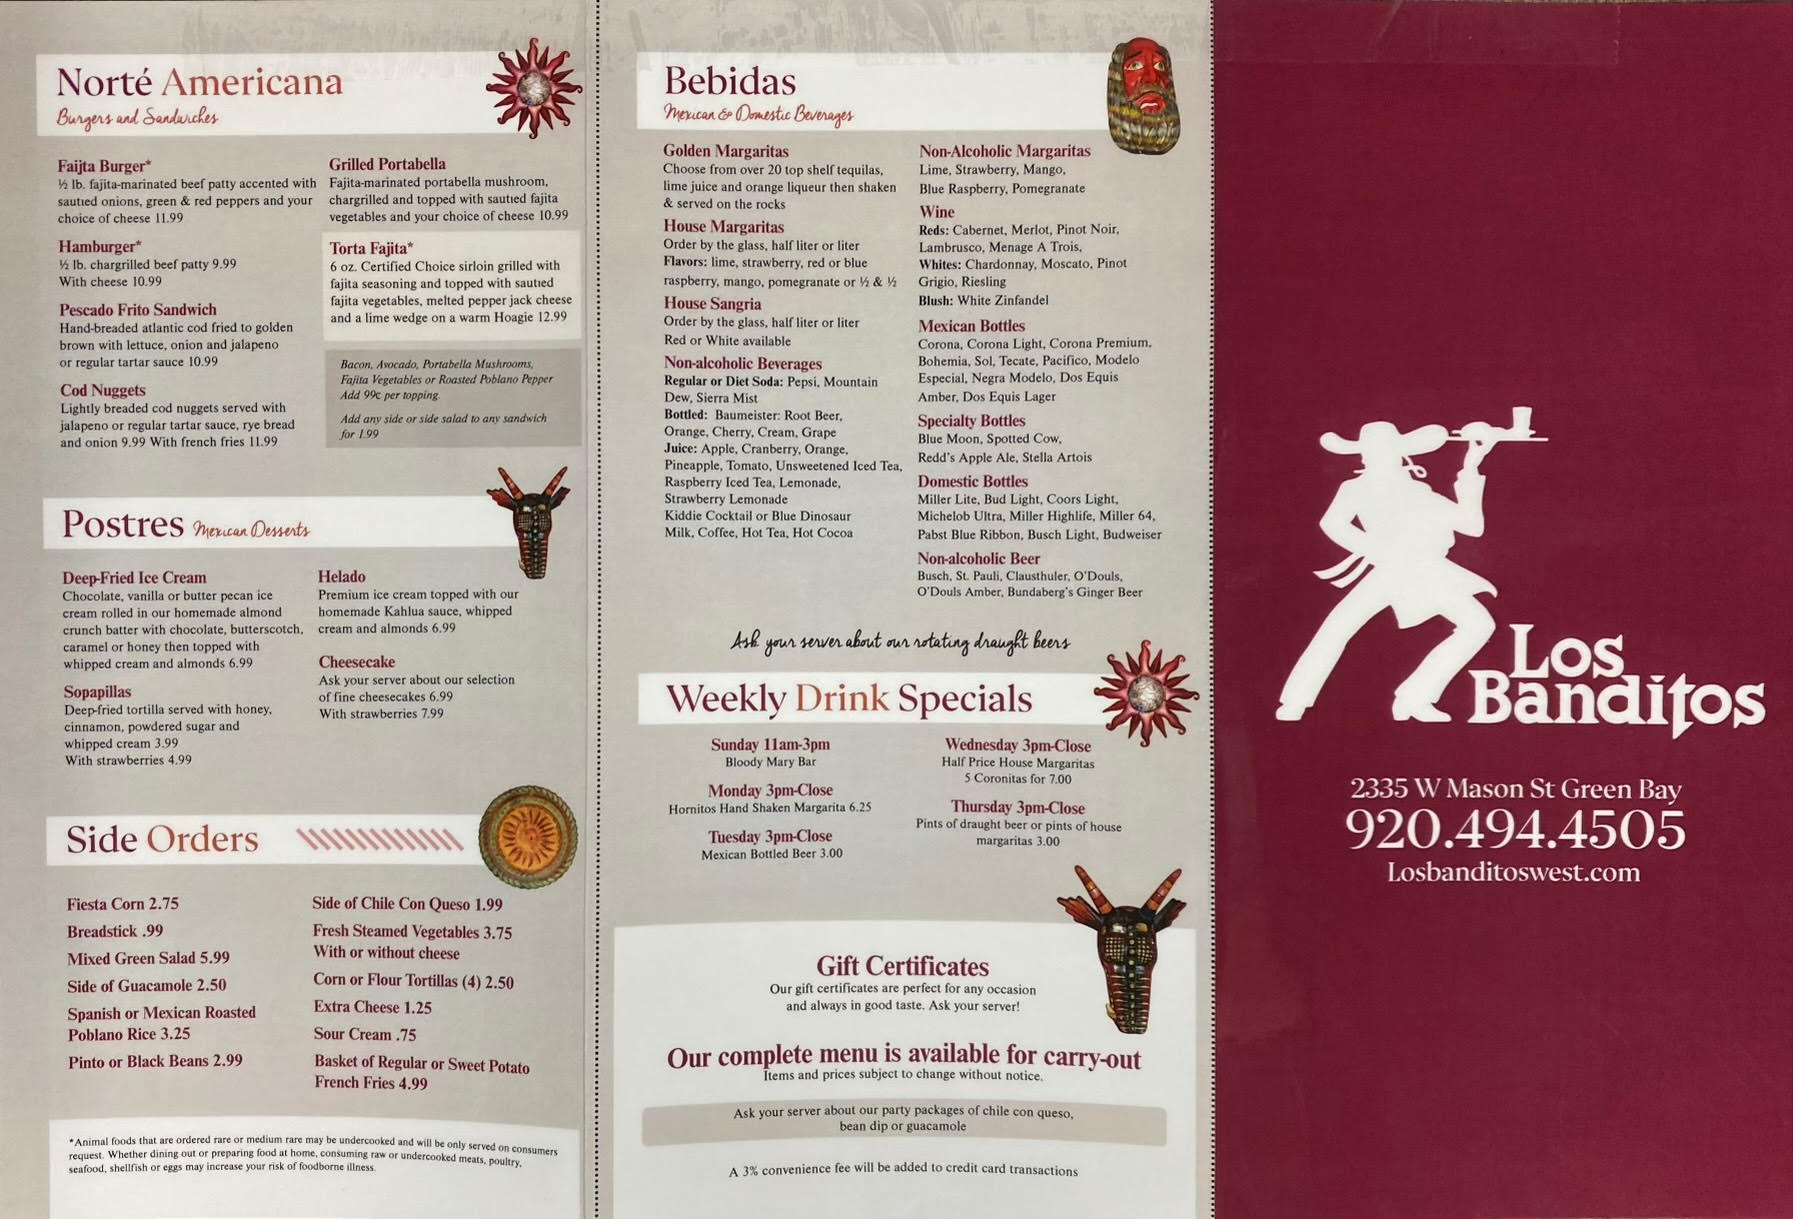 Norté Americana
Burgers and Sandwiches
Faijta Burger*
½ lb. fajita-marinated beef patty accented with
sautied onions, green & red peppers and your
choice of cheese 11.99
Hamburger*
½ lb. chargrilled beef patty 9.99
With cheese 10.99
Pescado Frito Sandwich
Hand-breaded atlantic cod fried to golden
brown with lettuce, onion and jalapeno
or regular tartar sauce 10.99
Cod Nuggets
Lightly breaded cod nuggets served with
jalapeno or regular tartar sauce, rye bread
and onion 9.99 With french fries 11.99
Grilled Portabella
Fajita-marinated portabella mushroom,
chargrilled and topped with sautied fajita
vegetables and your choice of cheese 10.99
Torta Fajita*
6 oz. Certified Choice sirloin grilled with
fajita seasoning and topped with sautied
fajita vegetables, melted pepper jack cheese
and a lime wedge on a warm Hoagie 12.99
Bacon, Avocado, Portabella Mushrooms,
Fajita Vegetables or Roasted Poblano Pepper
Add 99¢ per topping.
Add any side or side salad to any sandwich
for 1.99
Postres Mexican Desserts
Deep-Fried Ice Cream
Chocolate, vanilla or butter pecan ice
cream rolled in our homemade almond
crunch batter with chocolate, butterscotch,
caramel or honey then topped with
whipped cream and almonds 6.99
Sopapillas
Deep-fried tortilla served with honey,
cinnamon, powdered sugar and
whipped cream 3.99
With strawberries 4.99
Helado
Premium ice cream topped with our
homemade Kahlua sauce, whipped
cream and almonds 6.99
Cheesecake
Ask your server about our selection
of fine cheesecakes 6.99
With strawberries 7.99
Side Orders
Fiesta Corn 2.75
Breadstick .99
Mixed Green Salad 5.99
Side of Guacamole 2.50
Spanish or Mexican Roasted
Poblano Rice 3.25
Pinto or Black Beans 2.99
Side of Chile Con Queso 1.99
Fresh Steamed Vegetables 3.75
With or without cheese
Corn or Flour Tortillas (4) 2.50
Extra Cheese 1.25
Sour Cream .75
Basket of Regular or Sweet Potato
French Fries 4.99
*Animal foods that are ordered rare or medium rare may be undercooked and will be only served on consumers
request. Whether dining out or preparing food at home, consuming raw or undercooked meats, poultry,
seafood, shellfish or eggs may increase your risk of foodborne illness.
Bebidas
Mexican & Domestic Beverages
Golden Margaritas
Choose from over 20 top shelf tequilas,
lime juice and orange liqueur then shaken
& served on the rocks
House Margaritas
Order by the glass, half liter or liter
Flavors: lime, strawberry, red or blue
raspberry, mango, pomegranate or ½ & ½
House Sangria
Order by the glass, half liter or liter
Red or White available
Non-alcoholic Beverages
Regular or Diet Soda: Pepsi, Mountain
Dew, Sierra Mist
Bottled: Baumeister: Root Beer,
Orange, Cherry, Cream, Grape
Juice: Apple, Cranberry, Orange,
Pineapple, Tomato, Unsweetened Iced Tea,
Raspberry Iced Tea, Lemonade,
Strawberry Lemonade
Kiddie Cocktail or Blue Dinosaur
Milk, Coffee, Hot Tea, Hot Cocoa
Non-Alcoholic Margaritas
Lime, Strawberry, Mango,
Blue Raspberry, Pomegranate
Wine
Reds: Cabernet, Merlot, Pinot Noir,
Lambrusco, Menage A Trois,
Whites: Chardonnay, Moscato, Pinot
Grigio, Riesling
Blush: White Zinfandel
Mexican Bottles
Corona, Corona Light, Corona Premium,
Bohemia, Sol, Tecate, Pacifico, Modelo
Especial, Negra Modelo, Dos Equis
Amber, Dos Equis Lager
Specialty Bottles
Blue Moon, Spotted Cow,
Redd's Apple Ale, Stella Artois
Domestic Bottles
Miller Lite, Bud Light, Coors Light,
Michelob Ultra, Miller Highlife, Miller 64,
Pabst Blue Ribbon, Busch Light, Budweiser
Non-alcoholic Beer
Busch, St. Pauli, Clausthuler, O'Douls,
O'Douls Amber, Bundaberg's Ginger Beer
Ask your server about our rotating draught beers
Weekly Drink Specials
Sunday 11am-3pm
Bloody Mary Bar
Monday 3pm-Close
Hornitos Hand Shaken Margarita 6.25
Tuesday 3pm-Close
Mexican Bottled Beer 3.00
Wednesday 3pm-Close
Half Price House Margaritas
5 Coronitas for 7.00
Thursday 3pm-Close
Pints of draught beer or pints of house
margaritas 3.00
Gift Certificates
Our gift certificates are perfect for any occasion
and always in good taste. Ask your server!
Our complete menu is available for carry-out
Items and prices subject to change without notice.
Ask your server about our party packages of chile con queso,
bean dip or guacamole
A 3% convenience fee will be added to credit card transactions
Los
Banditos
2335 W Mason St Green Bay
920.494.4505
Losbanditoswest.com